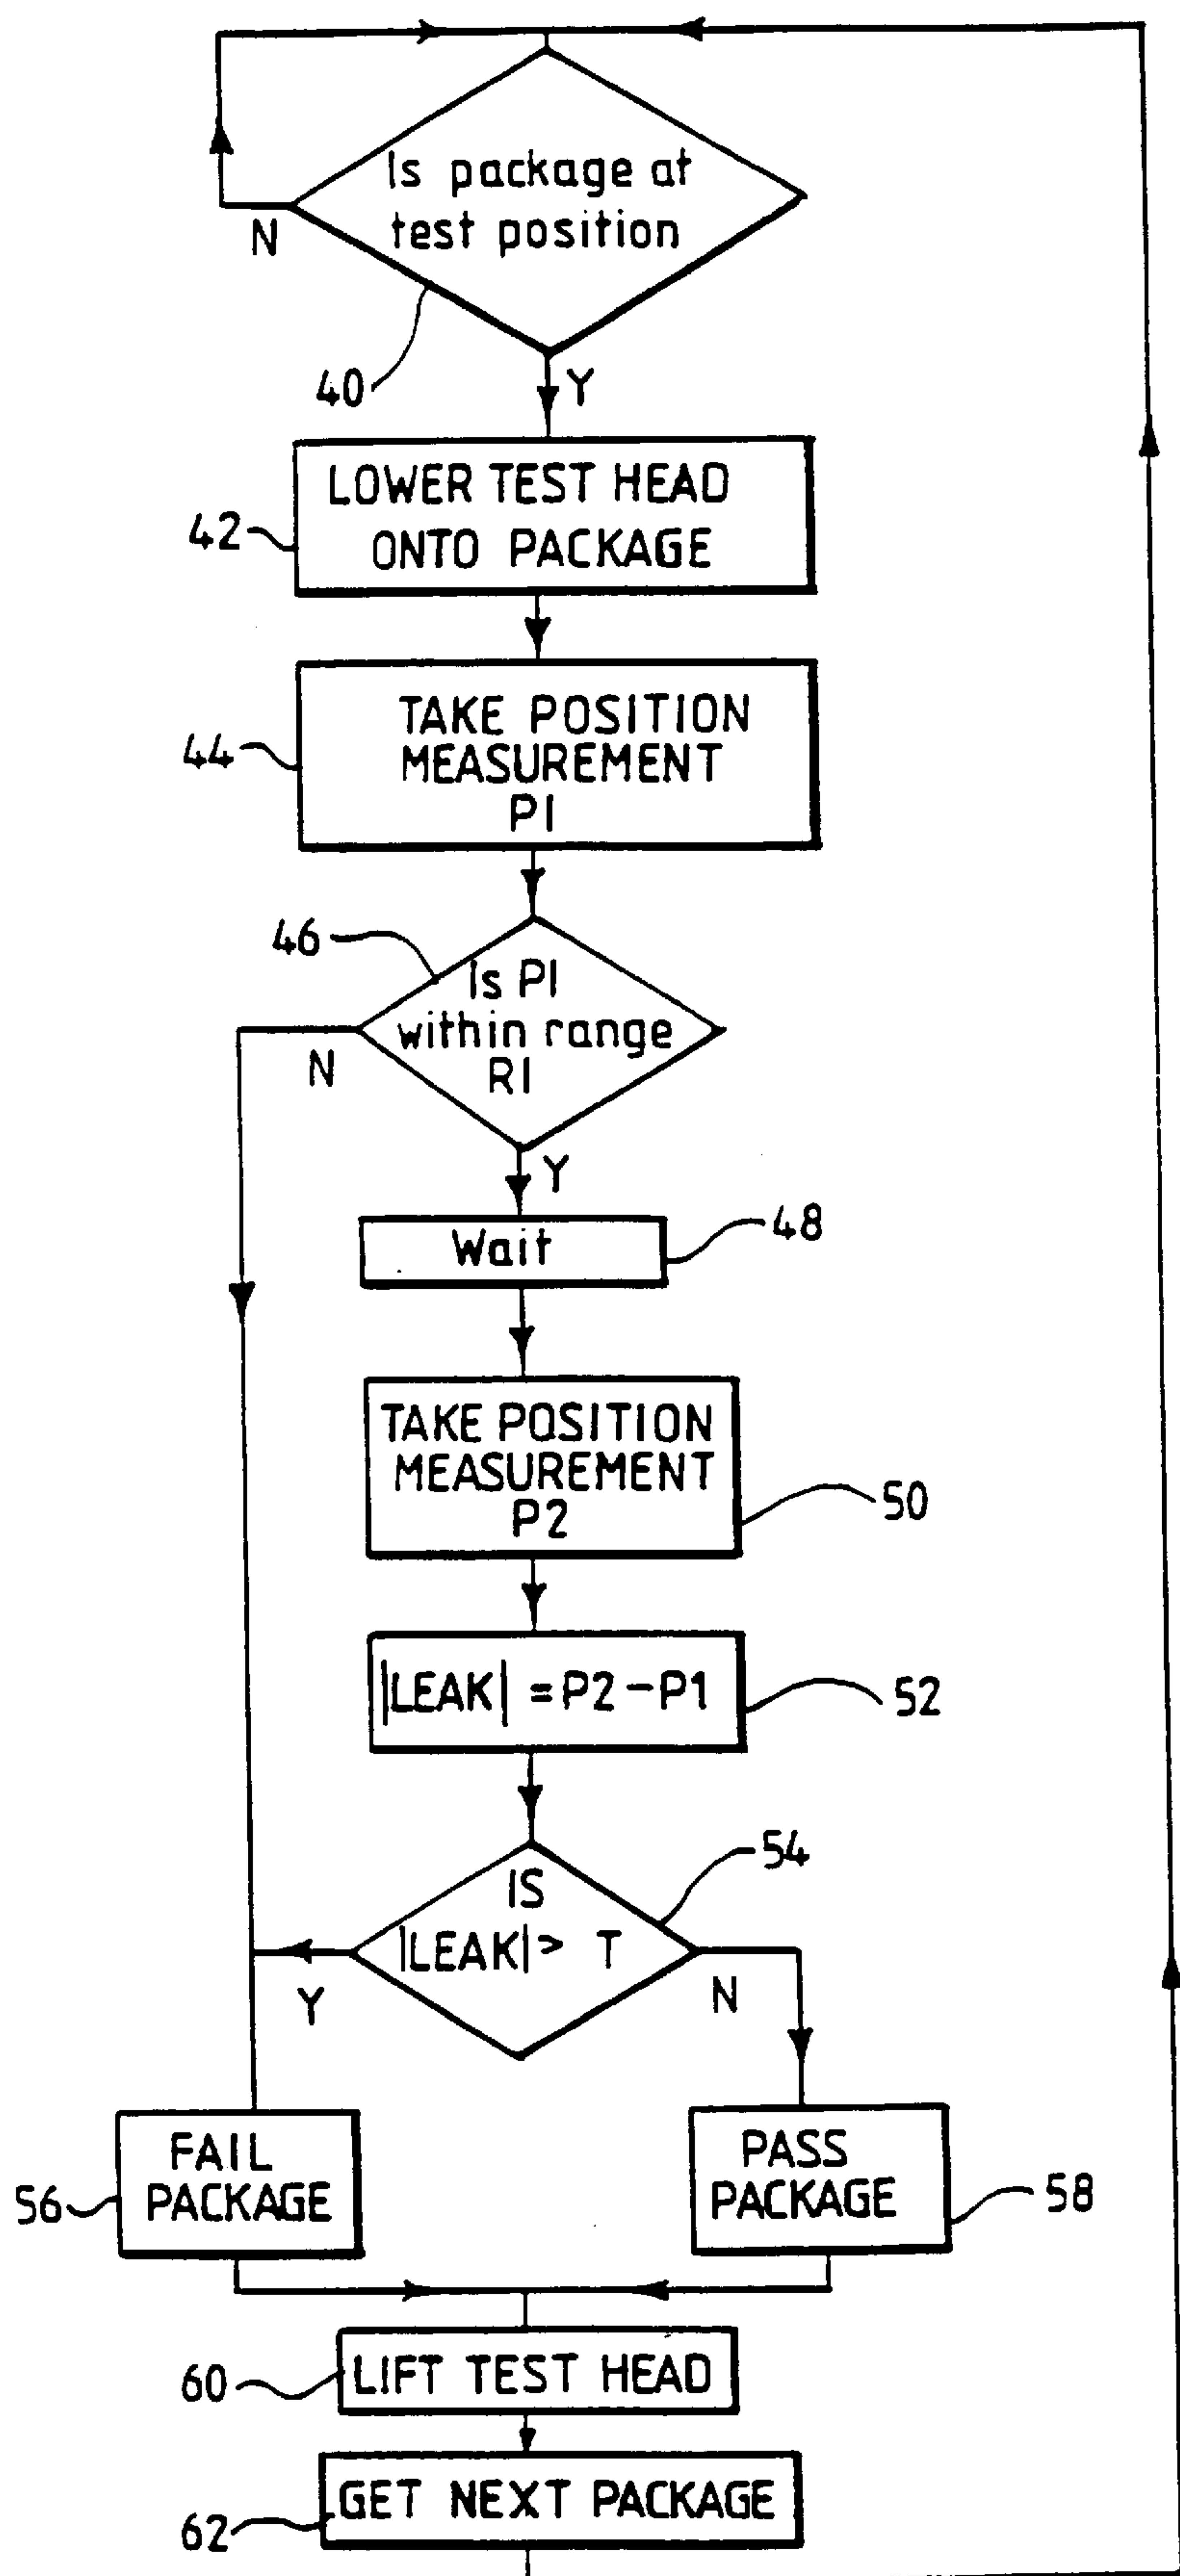 Is package at
test position
N
40
Y
LOWER TEST HEAD
ONTO PACKAGE
42
TAKE POSITION
MEASUREMENT
P1
44
46
Is P1
within range
R1
N
Y
Wait
48
TAKE POSITION
MEASUREMENT
P2
50
|LEAK| = P2-P1
52
54
IS
|LEAK| > T
Y
N
FAIL
PACKAGE
56
PASS
PACKAGE
58
LIFT TEST HEAD
60
GET NEXT PACKAGE
62